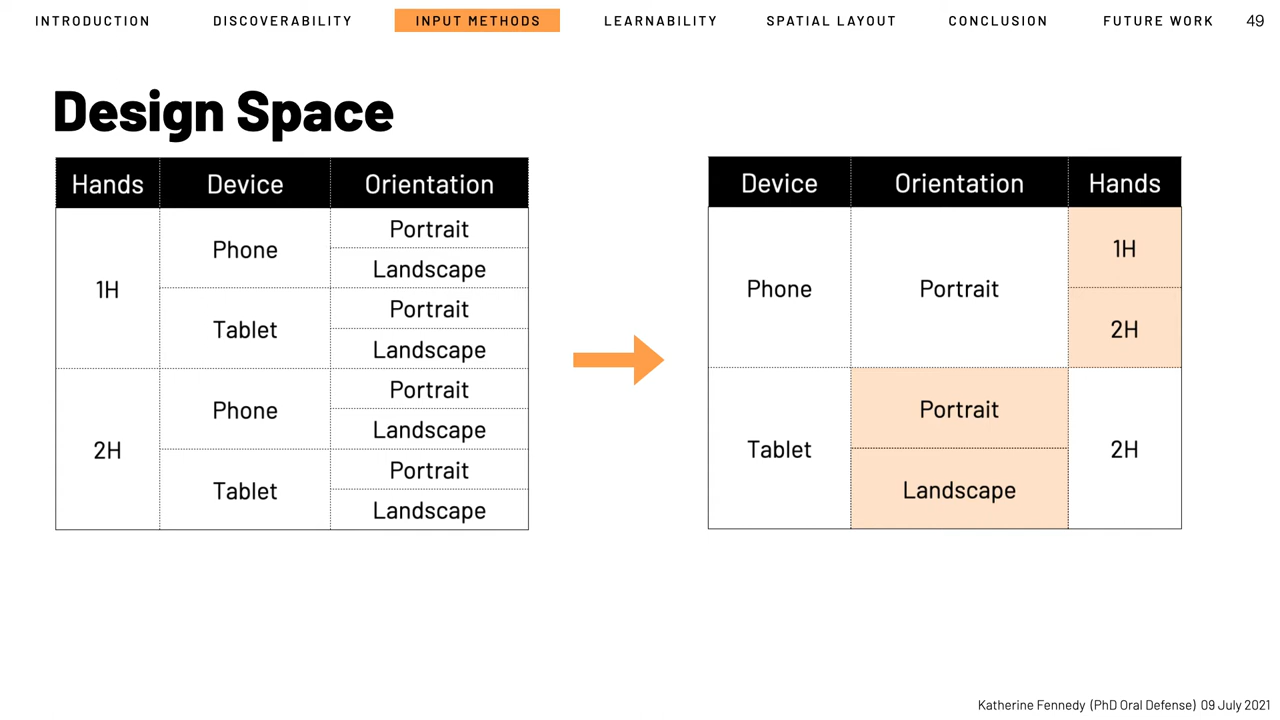 INTRODUCTION DISCOVERABILITY INPUT METHODS LEARNABILITY SPATIAL LAYOUT CONCLUSION FUTURE WORK 49
Design Space
Hands Device Orientation
1H
Phone
Portrait
Landscape
Tablet
Portrait
Landscape
2H
Phone
Portrait
Landscape
Tablet
Portrait
Landscape
Device Orientation Hands
Phone
Portrait
1H
2H
Tablet
Portrait
Landscape
2H
Katherine Fennedy (PhD Oral Defense) 09 July 2021